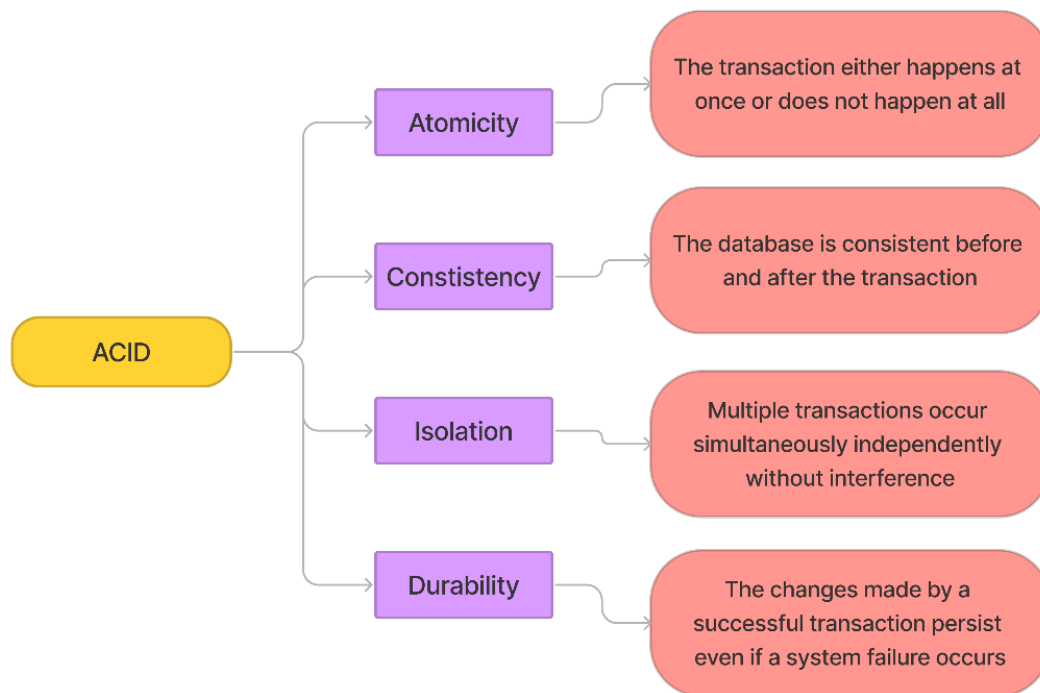 ACID
Atomicity
The transaction either happens at
once or does not happen at all
Constistency
The database is consistent before
and after the transaction
Isolation
Multiple transactions occur
simultaneously independently
without interference
Durability
The changes made by a
successful transaction persist
even if a system failure occurs